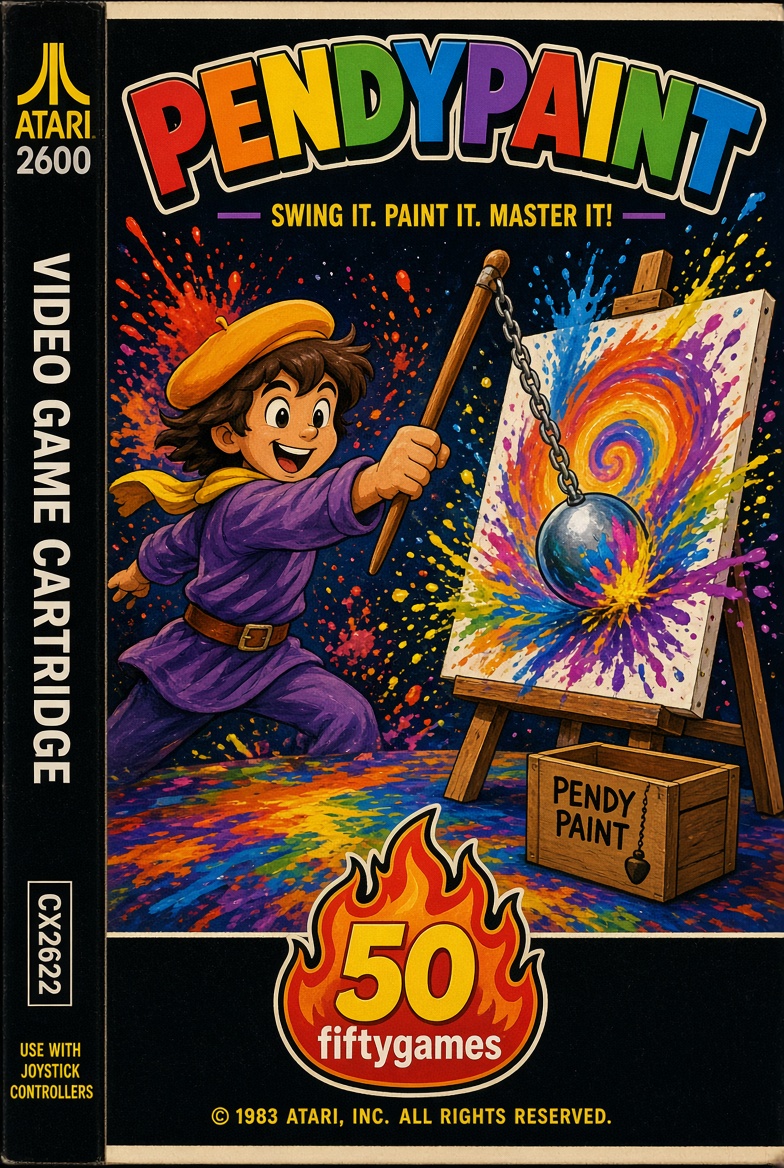 ATARI
2600
VIDEO GAME CARTRIDGE
CX2622
USE WITH
JOYSTICK
CONTROLLERS
PENDYPAINT
SWING IT. PAINT IT. MASTER IT!
PENDY
PAINT
50
fiftygames
© 1983 ATARI, INC. ALL RIGHTS RESERVED.